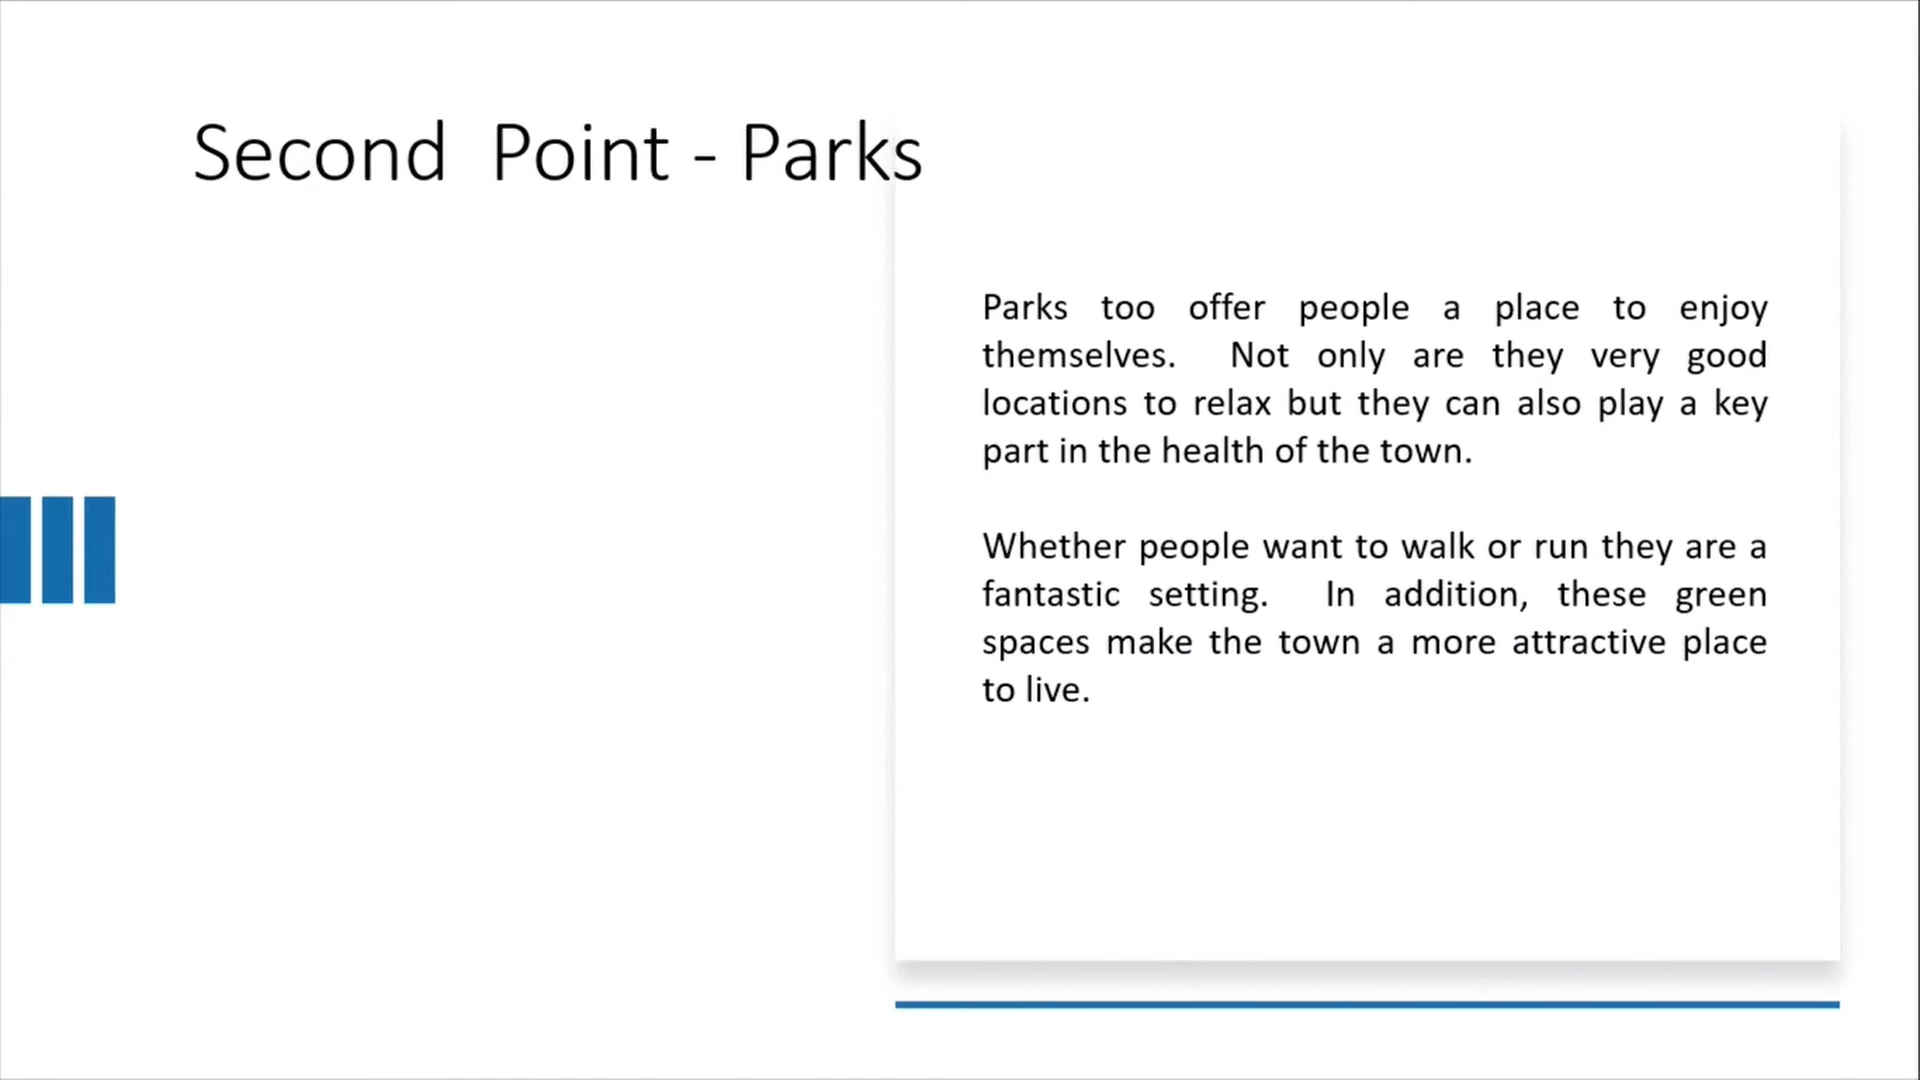 Second Point - Parks
Parks too offer people a place to enjoy
themselves. Not only are they very good
locations to relax but they can also play a key
part in the health of the town.
Whether people want to walk or run they are a
fantastic setting. In addition, these green
spaces make the town a more attractive place
to live.